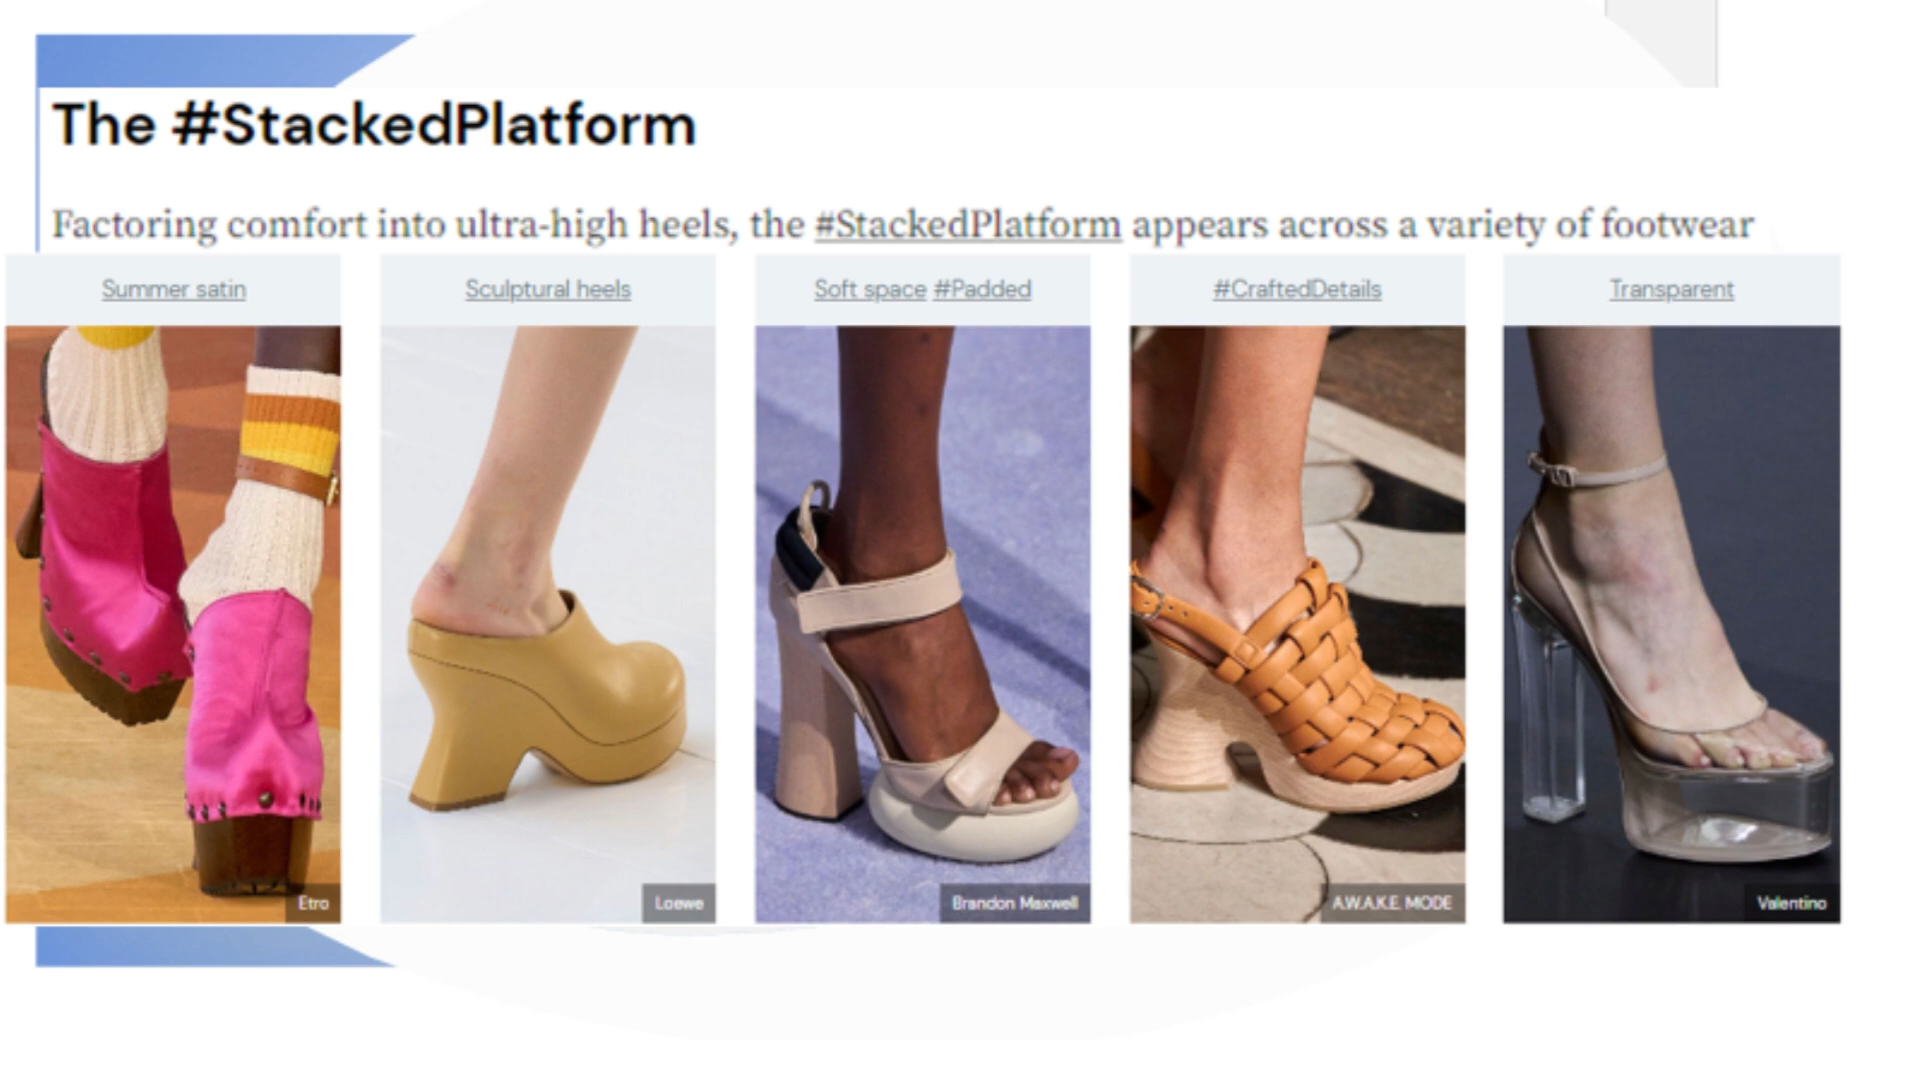 The #StackedPlatform
Factoring comfort into ultra-high heels, the #StackedPlatform appears across a variety of footwear
Summer satin
Sculptural heels
Soft space #Padded
#CraftedDetails
Transparent
Etro
Loewe
Brandon Maxwell
A.W.A.K.E. MODE
Valentino